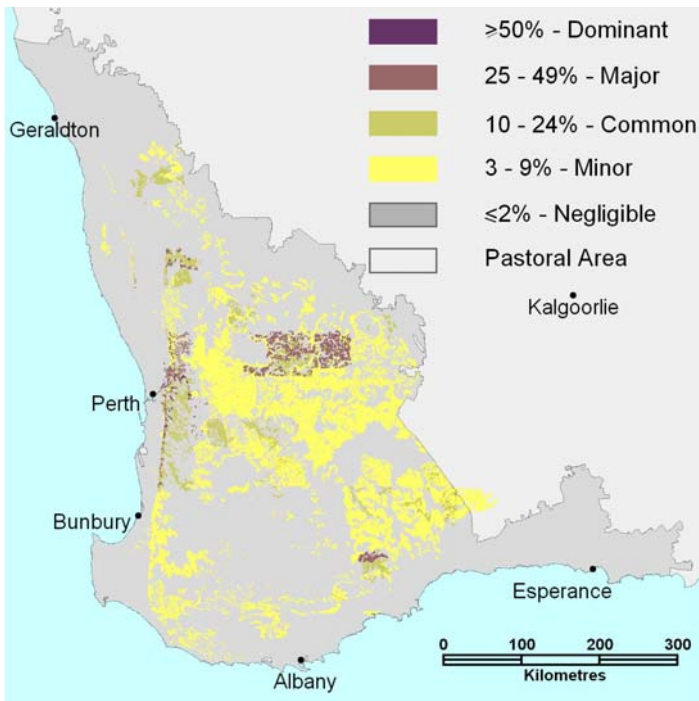 ≥50% - Dominant
25 - 49% - Major
10 - 24% - Common
3 - 9% - Minor
≤2% - Negligible
Pastoral Area
Geraldton
Kalgoorlie
Perth
Bunbury
Esperance
Albany
0 100 200 300
Kilometres